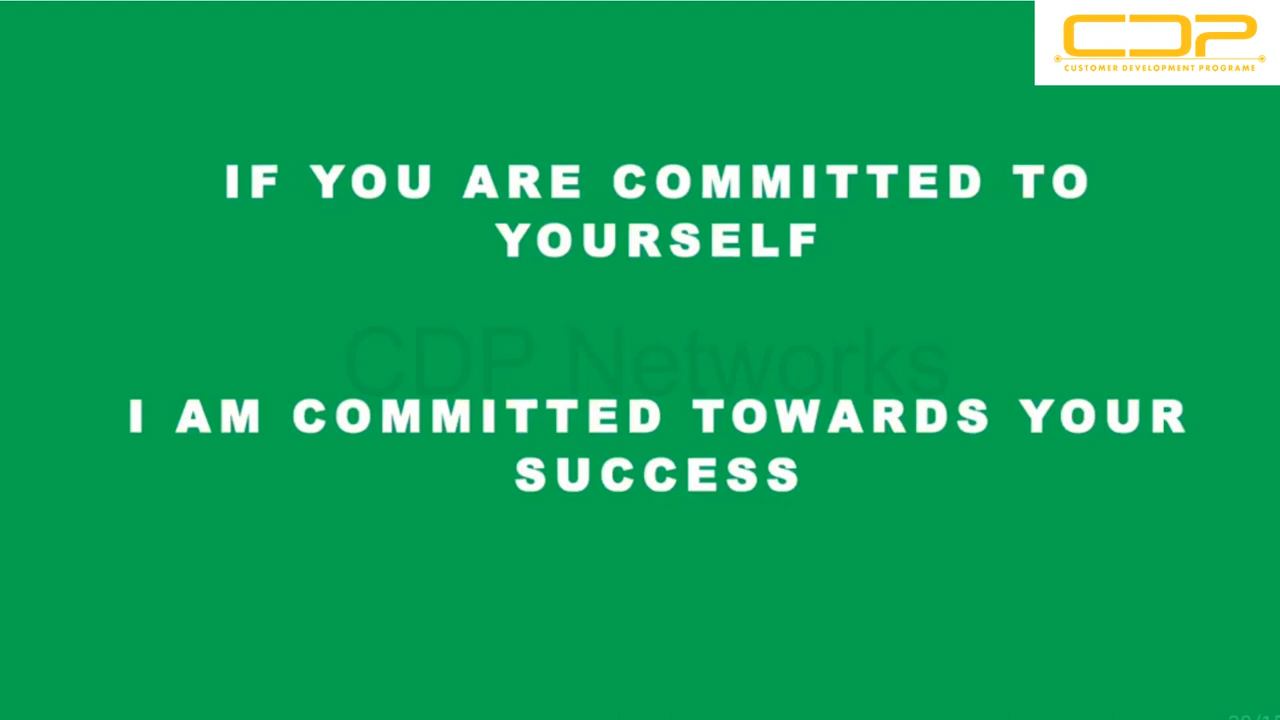 CDP
CUSTOMER DEVELOPMENT PROGRAME
IF YOU ARE COMMITTED TO
YOURSELF
CDP Networks
I AM COMMITTED TOWARDS YOUR
SUCCESS